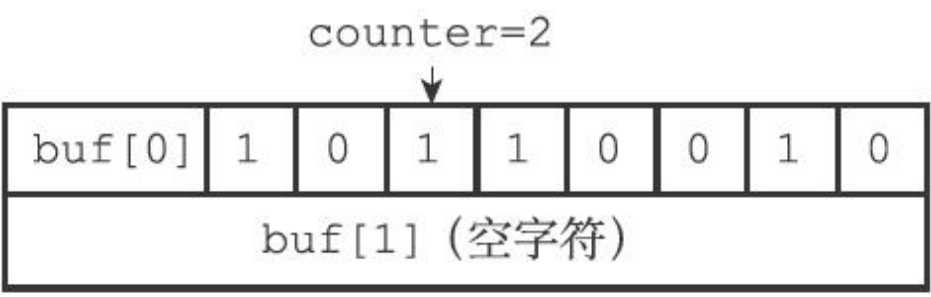 counter=2
buf[0] 1 0 1 1 0 0 1 0
buf[1] (空字符)